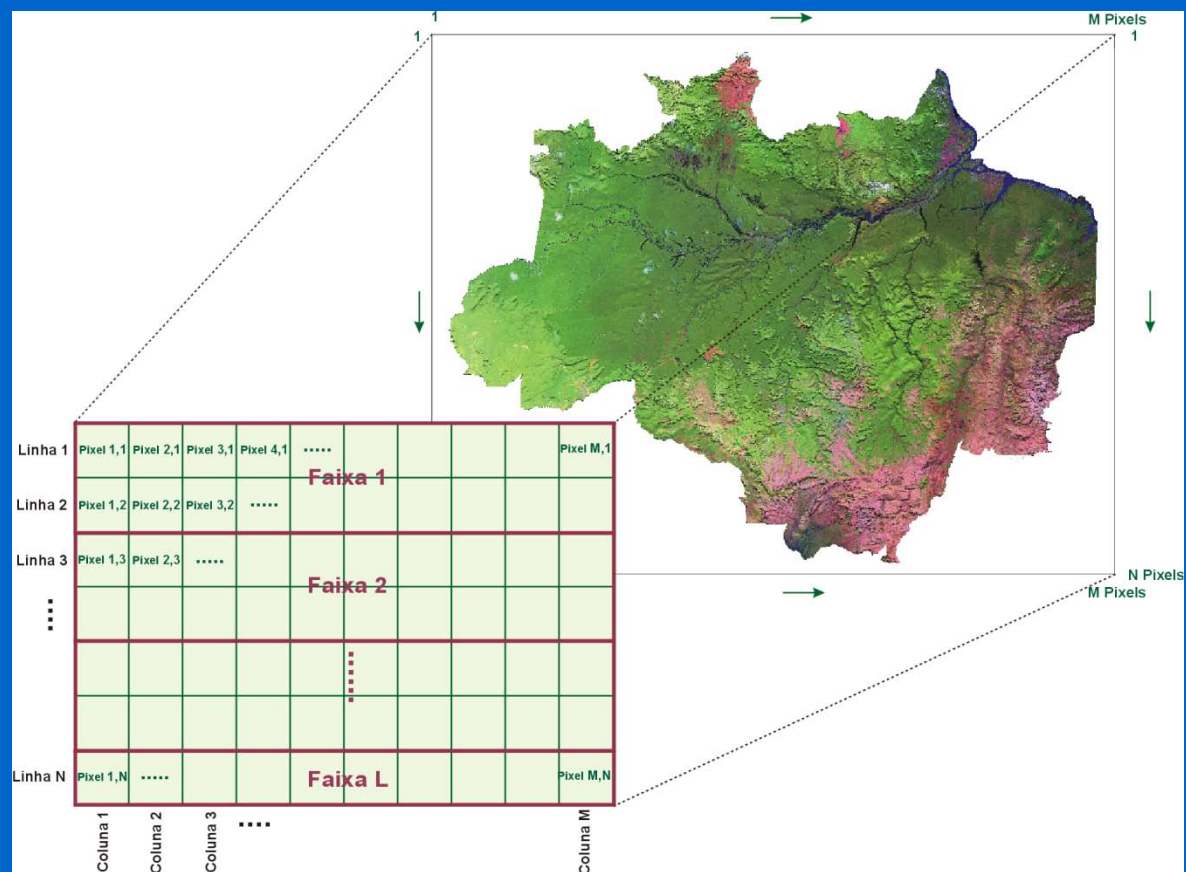 1
M Pixels
1
1
Linha 1
Pixel 1,1 Pixel 2,1 Pixel 3,1 Pixel 4,1 ..... Pixel M,1
Faixa 1
Linha 2
Pixel 1,2 Pixel 2,2 Pixel 3,2 .....
Linha 3
Pixel 1,3 Pixel 2,3 .....
Faixa 2
N Pixels
M Pixels
....
......
Linha N
Pixel 1,N ..... Faixa L Pixel M,N
Coluna 1
Coluna 2
Coluna 3
....
Coluna M